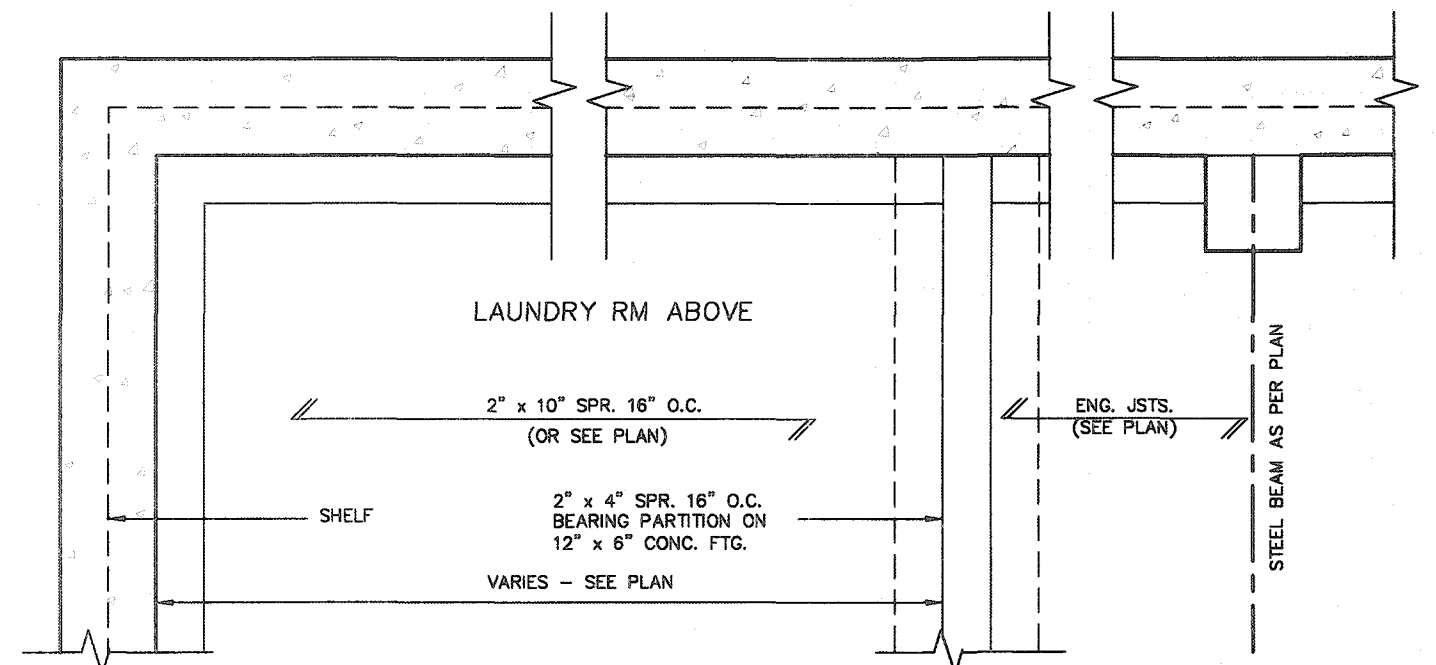 LAUNDRY RM ABOVE
2" x 10" SPR. 16" O.C.
(OR SEE PLAN)
ENG. JSTS.
(SEE PLAN)
STEEL BEAM AS PER PLAN
SHELF
2" x 4" SPR. 16" O.C.
BEARING PARTITION ON
12" x 6" CONC. FTG.
VARIES - SEE PLAN